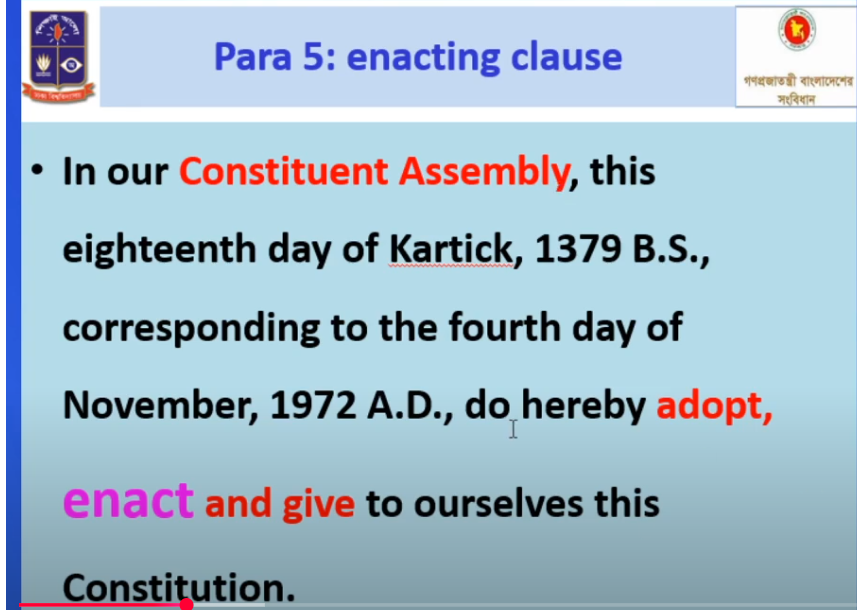 Para 5: enacting clause
গণপ্রজাতন্ত্রী বাংলাদেশের
সংবিধান
• In our Constituent Assembly, this
eighteenth day of Kartick, 1379 B.S.,
corresponding to the fourth day of
November, 1972 A.D., do hereby adopt,
enact and give to ourselves this
Constitution.